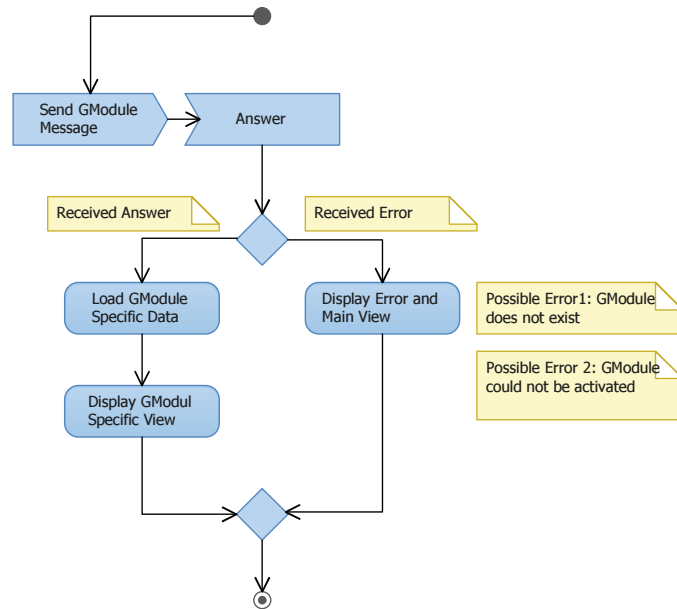 Send GModule
Message
Answer
Received Answer
Received Error
Load GModule
Specific Data
Display Error and
Main View
Possible Error1: GModule
does not exist
Possible Error 2: GModule
could not be activated
Display GModul
Specific View